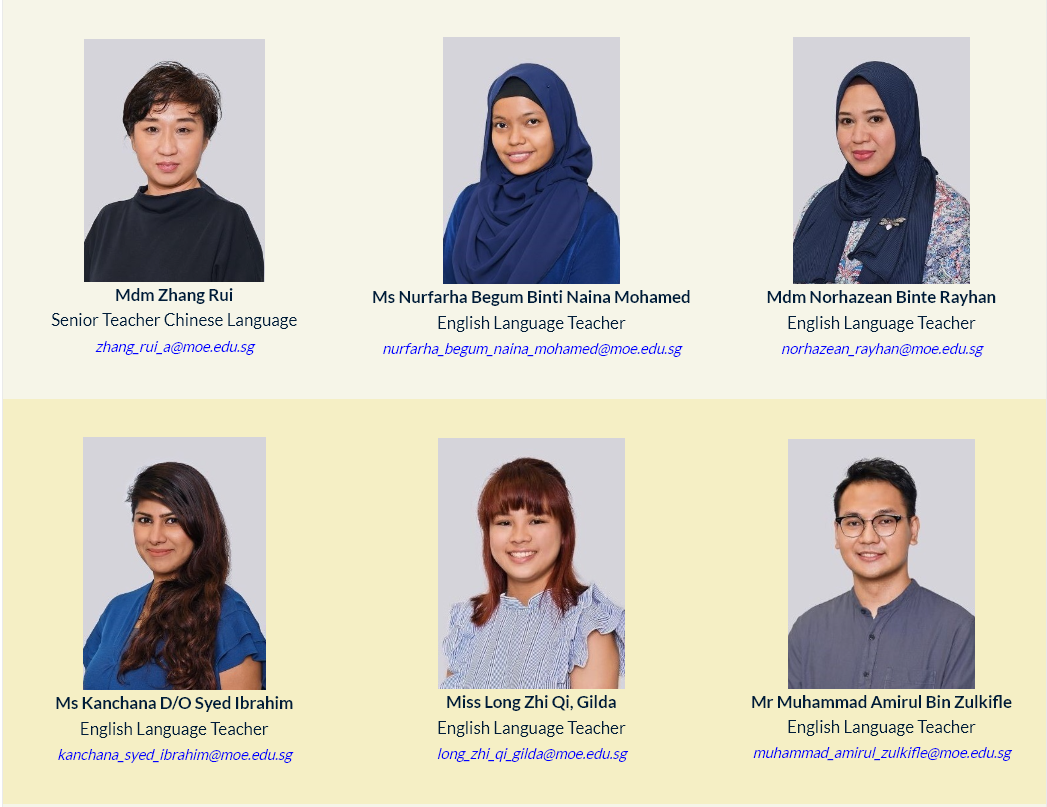 Mdm Zhang Rui
Senior Teacher Chinese Language
zhang_rui_a@moe.edu.sg
Ms Nurfarha Begum Binti Naina Mohamed
English Language Teacher
nurfarha_begum_naina_mohamed@moe.edu.sg
Mdm Norhazean Binte Rayhan
English Language Teacher
norhazean_rayhan@moe.edu.sg
Ms Kanchana D/O Syed Ibrahim
English Language Teacher
kanchana_syed_ibrahim@moe.edu.sg
Miss Long Zhi Qi, Gilda
English Language Teacher
long_zhi_qi_gilda@moe.edu.sg
Mr Muhammad Amirul Bin Zulkifle
English Language Teacher
muhammad_amirul_zulkifle@moe.edu.sg